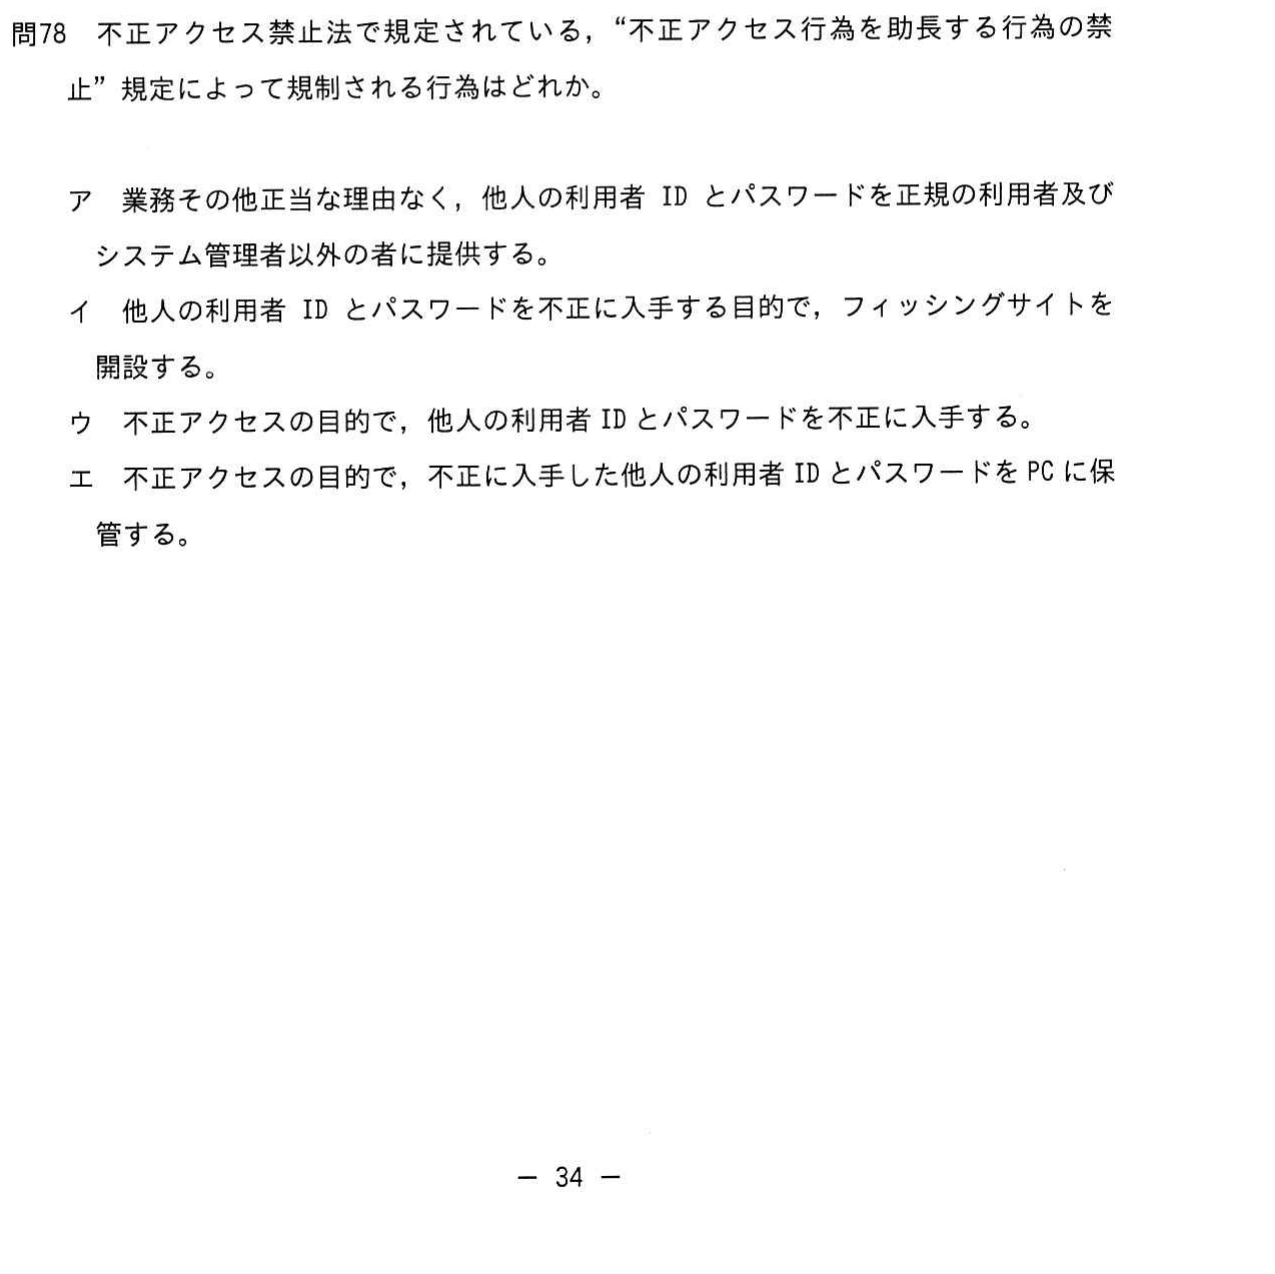 問78 不正アクセス禁止法で規定されている，“不正アクセス行為を助長する行為の禁
止”規定によって規制される行為はどれか。
ア 業務その他正当な理由なく，他人の利用者 ID とパスワードを正規の利用者及び
システム管理者以外の者に提供する。
イ 他人の利用者 ID とパスワードを不正に入手する目的で，フィッシングサイトを
開設する。
ウ 不正アクセスの目的で，他人の利用者 ID とパスワードを不正に入手する。
エ 不正アクセスの目的で，不正に入手した他人の利用者 ID とパスワードを PC に保
管する。
— 34 —